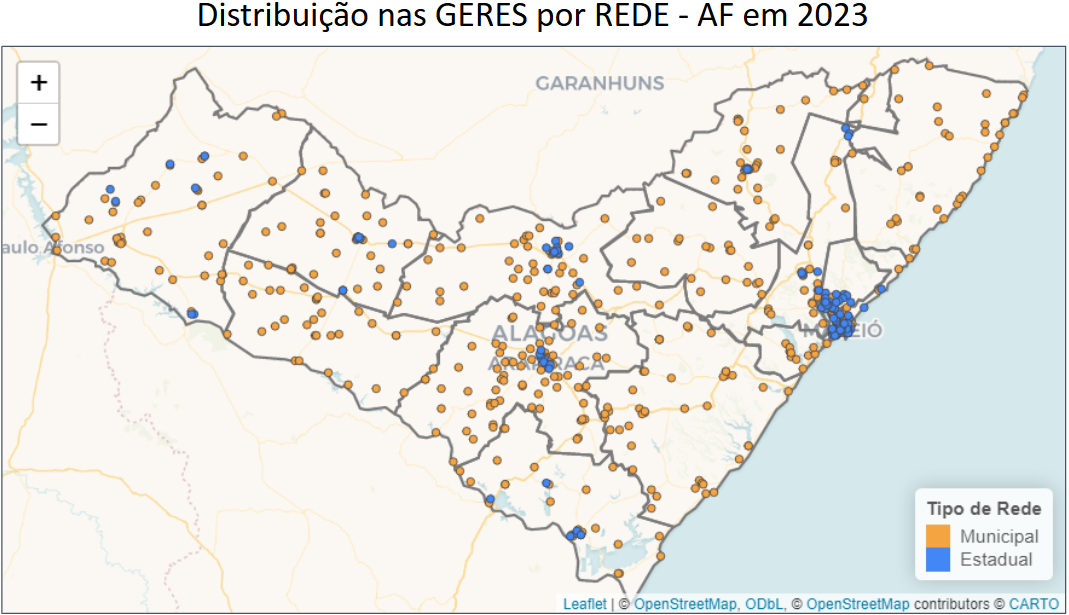 Distribuição nas GERES por REDE - AF em 2023
+
−
GARANHUNS
aulo Afonso
ALAGOAS
MACEIÓ
ARAPIRACA
Tipo de Rede
Municipal
Estadual
Leaflet | © OpenStreetMap, ODbL, © OpenStreetMap contributors © CARTO